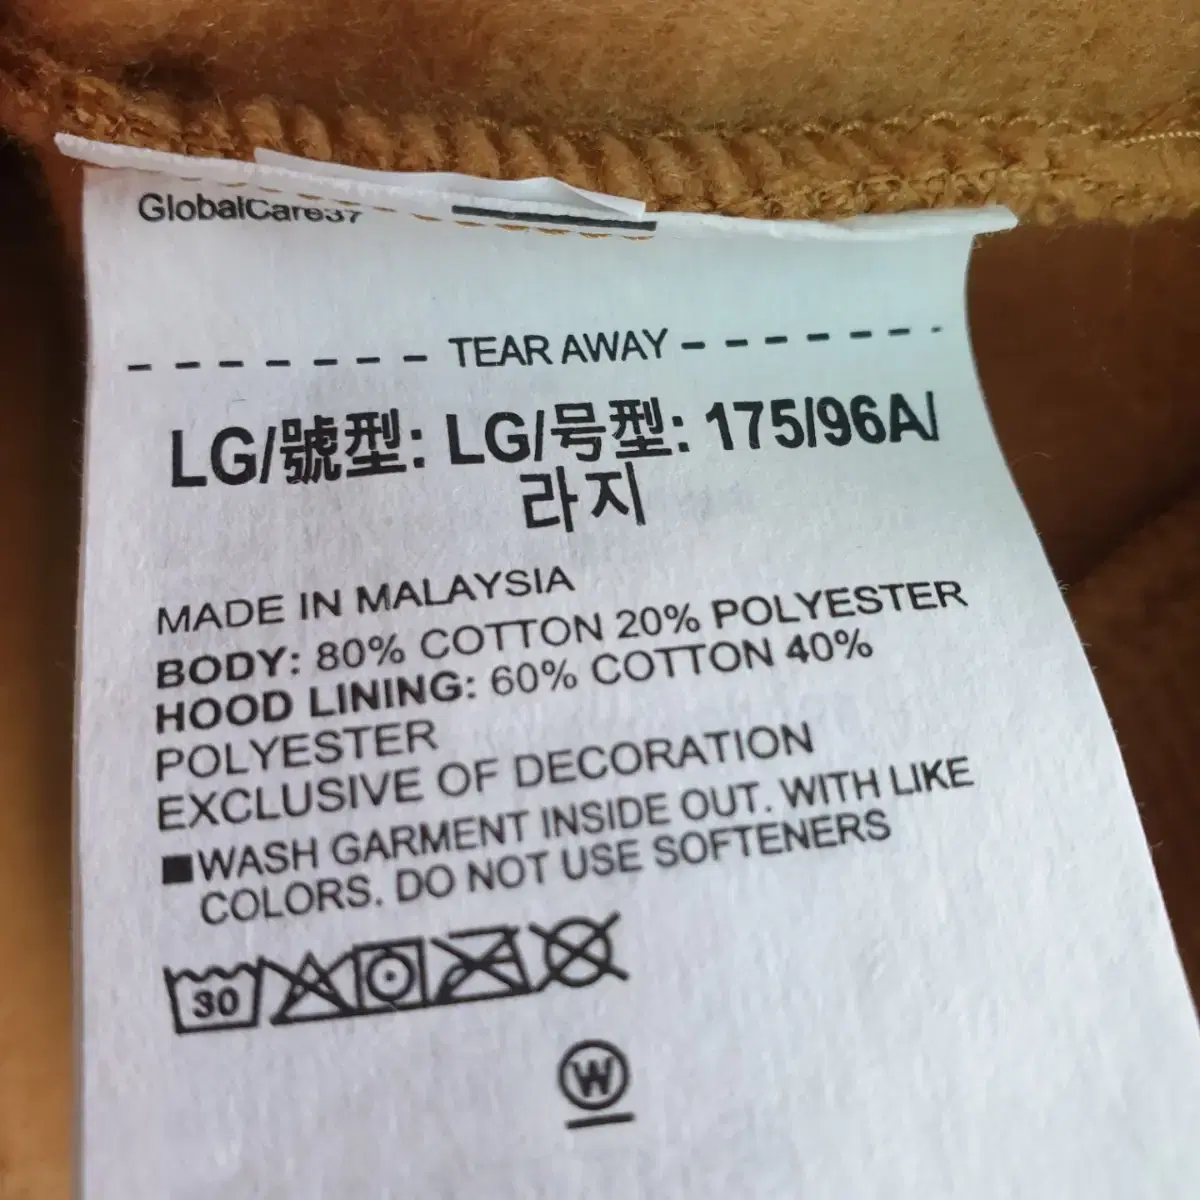 GlobalCare37
TEAR AWAY
LG/號型: LG/号型: 175/96A/
라지
MADE IN MALAYSIA
BODY: 80% COTTON 20% POLYESTER
HOOD LINING: 60% COTTON 40%
POLYESTER
EXCLUSIVE OF DECORATION
■WASH GARMENT INSIDE OUT. WITH LIKE
COLORS. DO NOT USE SOFTENERS
30
W